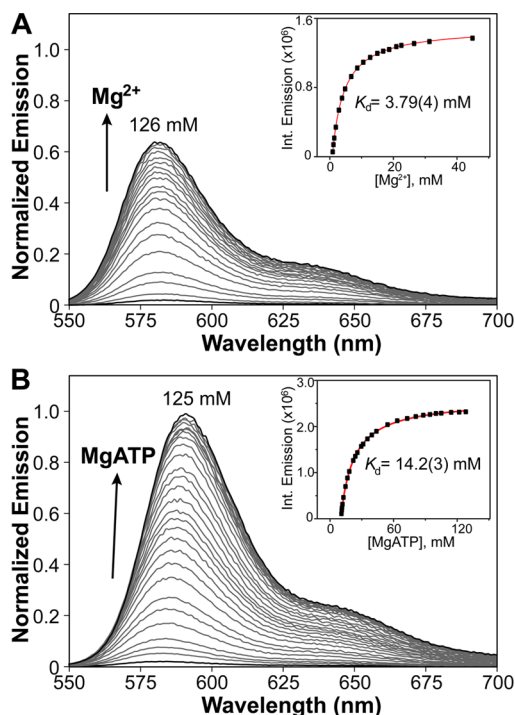 A
Normalized Emission
1.0
0.8
0.6
0.4
0.2
0
Mg²⁺
126 mM
Int. Emission (x10⁶)
1.6
0.8
0
Kd= 3.79(4) mM
0 10 20 30 40
[Mg²⁺], mM
550 575 600 625 650 675 700
Wavelength (nm)
B
Normalized Emission
1.0
0.8
0.6
0.4
0.2
0
MgATP
125 mM
Int. Emission (x10⁶)
3.0
2.0
1.0
0
Kd= 14.2(3) mM
0 60 120
[MgATP], mM
550 575 600 625 650 675 700
Wavelength (nm)